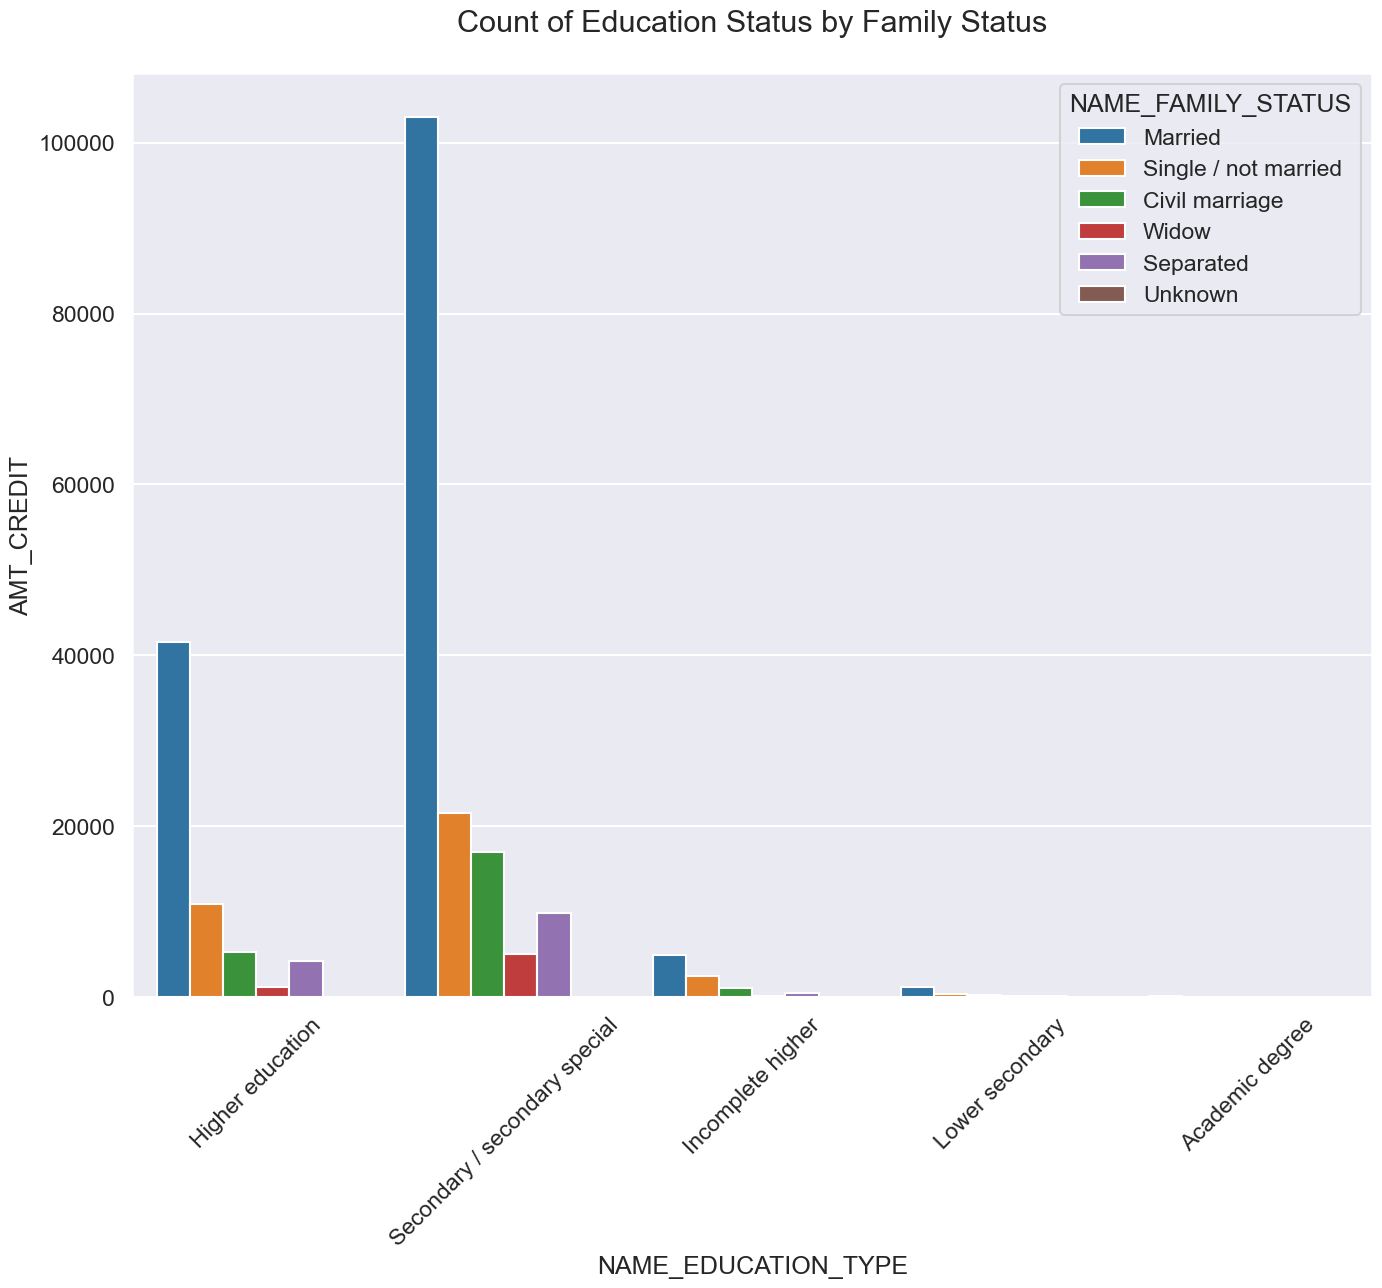 Count of Education Status by Family Status
NAME_FAMILY_STATUS
Married
Single / not married
Civil marriage
Widow
Separated
Unknown
100000
80000
60000
40000
20000
0
AMT_CREDIT
Higher education
Secondary / secondary special
Incomplete higher
Lower secondary
Academic degree
NAME_EDUCATION_TYPE